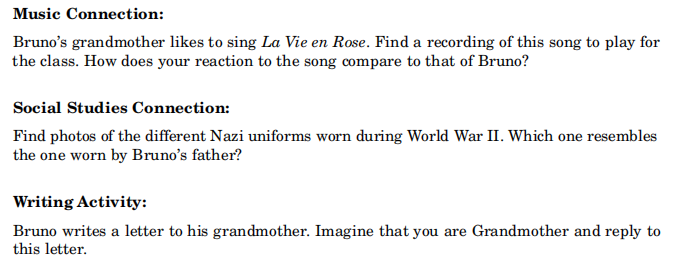 Music Connection:
Bruno's grandmother likes to sing La Vie en Rose. Find a recording of this song to play for
the class. How does your reaction to the song compare to that of Bruno?
Social Studies Connection:
Find photos of the different Nazi uniforms worn during World War II. Which one resembles
the one worn by Bruno's father?
Writing Activity:
Bruno writes a letter to his grandmother. Imagine that you are Grandmother and reply to
this letter.